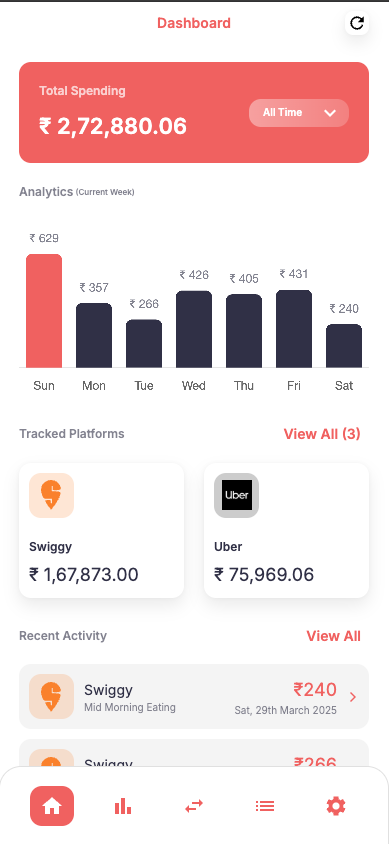 Dashboard
Total Spending
₹ 2,72,880.06
All Time
Analytics (Current Week)
₹ 629
₹ 357
₹ 266
₹ 426
₹ 405
₹ 431
₹ 240
Sun Mon Tue Wed Thu Fri Sat
Tracked Platforms View All (3)
Uber
Swiggy Uber
₹ 1,67,873.00 ₹ 75,969.06
Recent Activity View All
Swiggy ₹240
Mid Morning Eating Sat, 29th March 2025
Swiggy ₹266